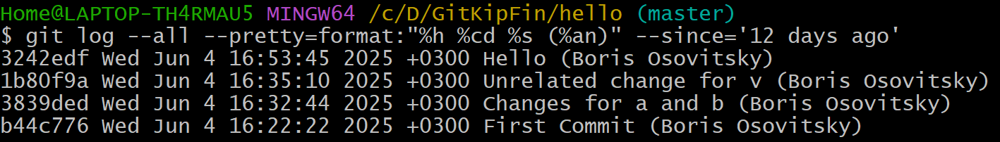 Home@LAPTOP-TH4RMAU5 MINGW64 /c/D/GitKipFin/hello (master)
$ git log --all --pretty=format:"%h %cd %s (%an)" --since='12 days ago'
3242edf Wed Jun 4 16:53:45 2025 +0300 Hello (Boris Osovitsky)
1b80f9a Wed Jun 4 16:35:10 2025 +0300 Unrelated change for v (Boris Osovitsky)
3839ded Wed Jun 4 16:32:44 2025 +0300 Changes for a and b (Boris Osovitsky)
b44c776 Wed Jun 4 16:22:22 2025 +0300 First Commit (Boris Osovitsky)